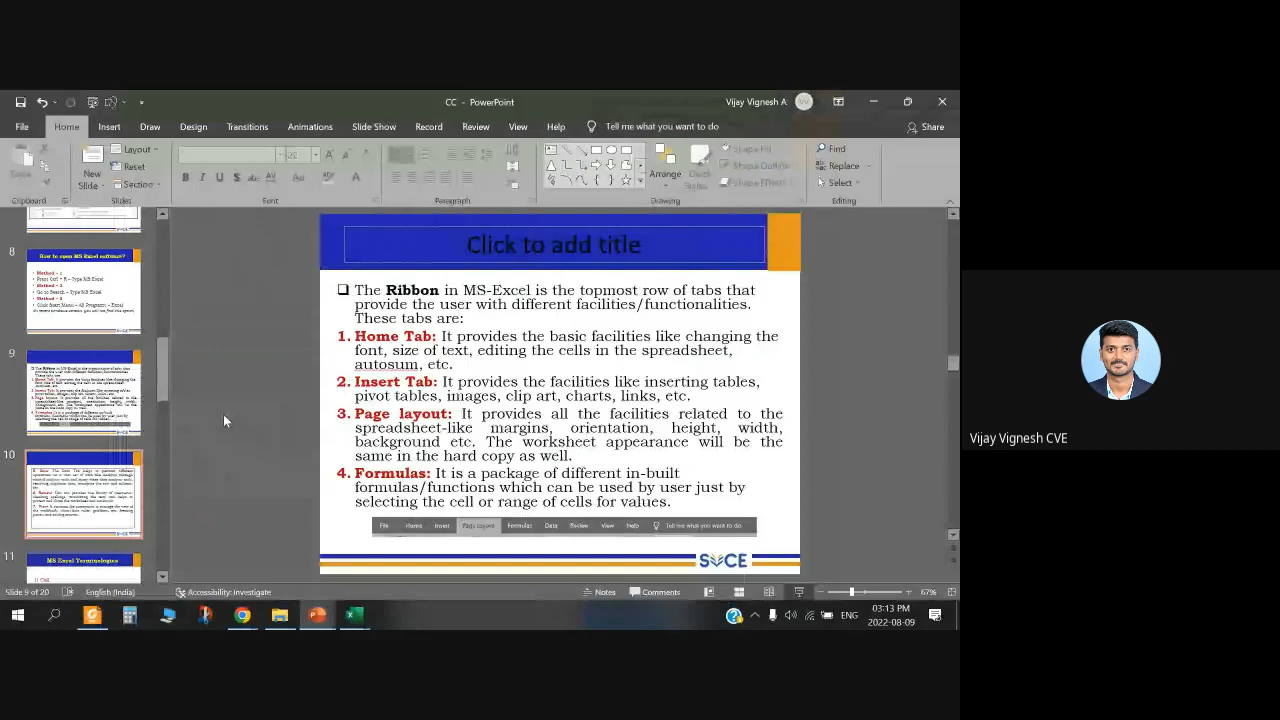 CC - PowerPoint
Vijay Vignesh A
VV
File Home Insert Draw Design Transitions Animations Slide Show Record Review View Help Tell me what you want to do
Share
New
Slide
Layout
Reset
Section
Arrange
Quick
Styles
Shape Fill
Shape Outline
Shape Effects
Find
Replace
Select
Clipboard
Slides
Font
Paragraph
Drawing
Editing
8
How to open MS Excel software?
9
10
11
MS Excel Terminologies
Click to add title
❑ The Ribbon in MS-Excel is the topmost row of tabs that
provide the user with different facilities/functionalities.
These tabs are:
1. Home Tab: It provides the basic facilities like changing the
font, size of text, editing the cells in the spreadsheet,
autosum, etc.
2. Insert Tab: It provides the facilities like inserting tables,
pivot tables, images, clip art, charts, links, etc.
3. Page layout: It provides all the facilities related to the
spreadsheet-like margins, orientation, height, width,
background etc. The worksheet appearance will be the
same in the hard copy as well.
4. Formulas: It is a package of different in-built
formulas/functions which can be used by user just by
selecting the cell or range of cells for values.
File Home Insert Page Layout Formulas Data Review View Help Tell me what you want to do
SVCE
Vijay Vignesh CVE
Slide 9 of 20 English (India) Accessibility: Investigate Notes Comments 67%
ENG
03:13 PM
2022-08-09